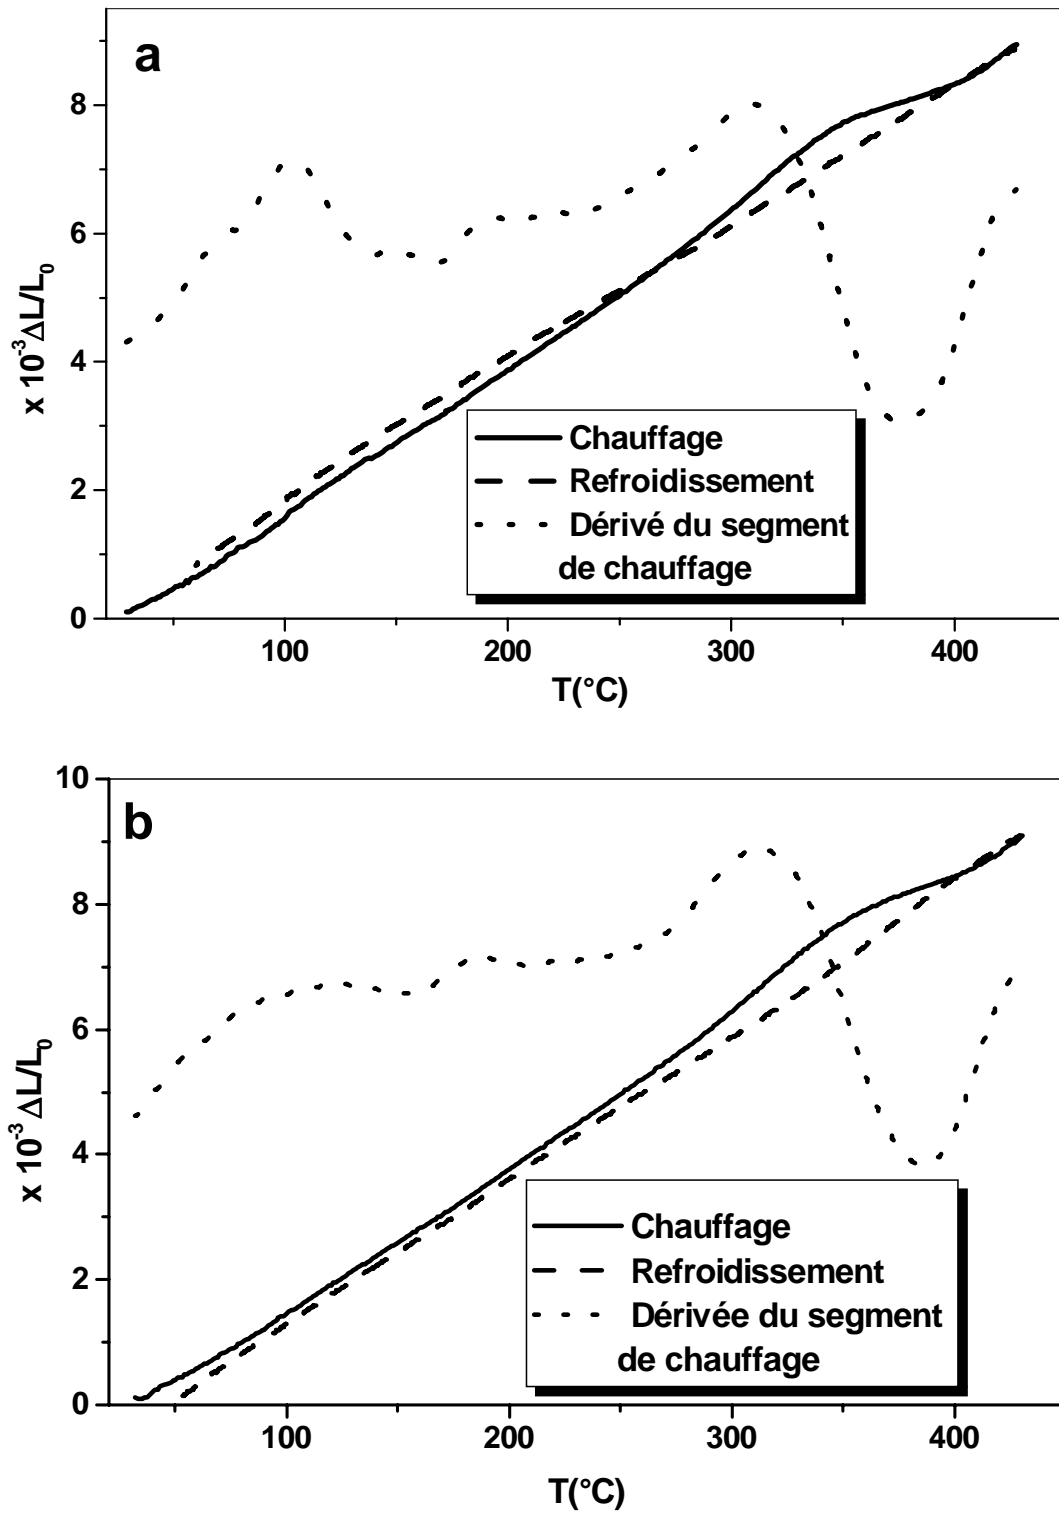 a
8
6
4
2
0
x 10⁻³ ΔL/L₀
Chauffage
Refroidissement
Dérivé du segment
de chauffage
100 200 300 400
T(°C)
b
10
8
6
4
2
0
x 10⁻³ ΔL/L₀
Chauffage
Refroidissement
Dérivée du segment
de chauffage
100 200 300 400
T(°C)